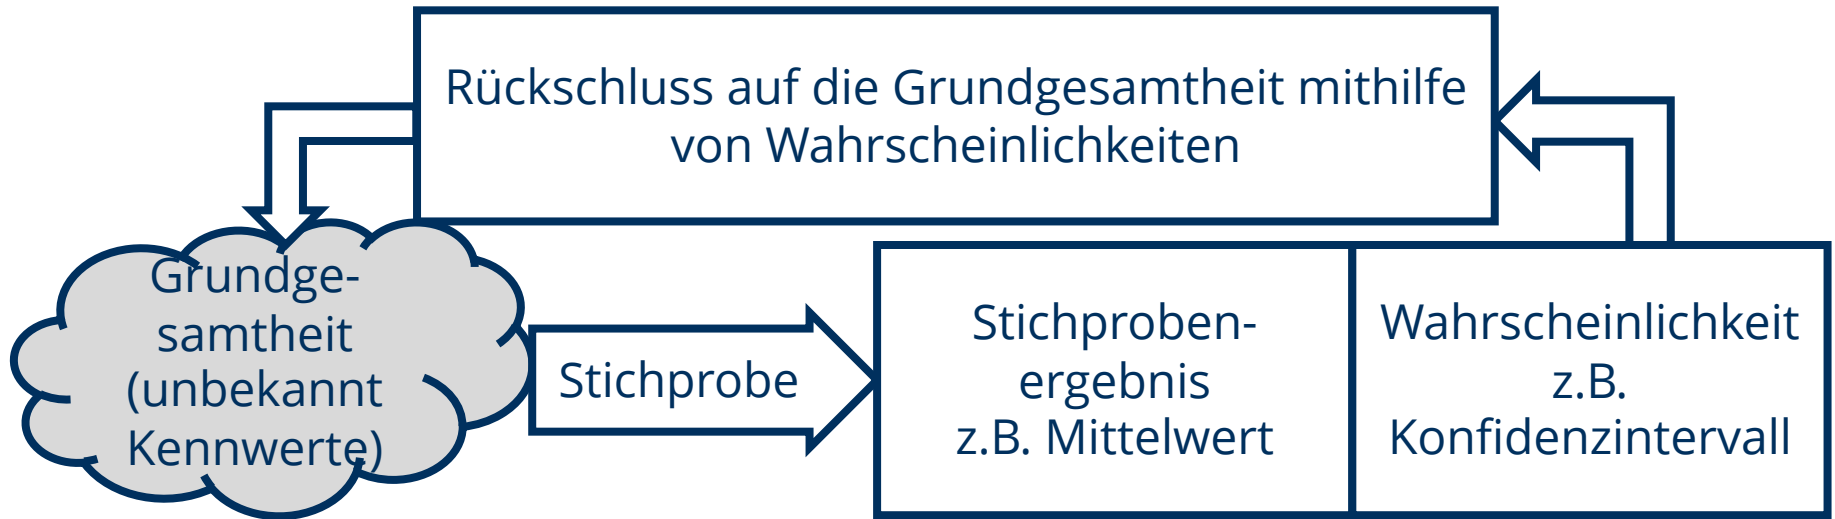 Rückschluss auf die Grundgesamtheit mithilfe
von Wahrscheinlichkeiten
Grundge-
samtheit
(unbekannt
Kennwerte)
Stichprobe
Stichproben-
ergebnis
z.B. Mittelwert
Wahrscheinlichkeit
z.B.
Konfidenzintervall